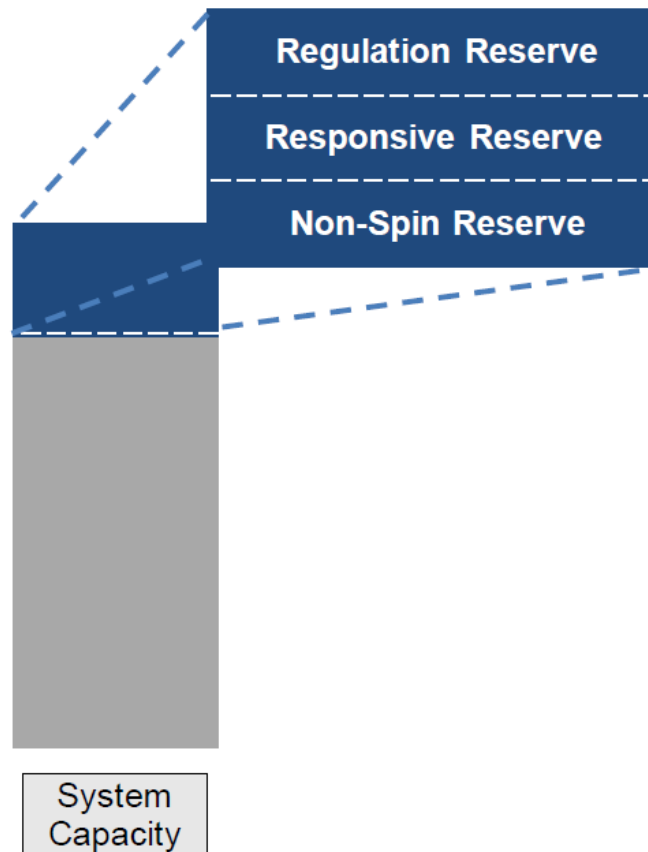 Regulation Reserve
Responsive Reserve
Non-Spin Reserve
System
Capacity